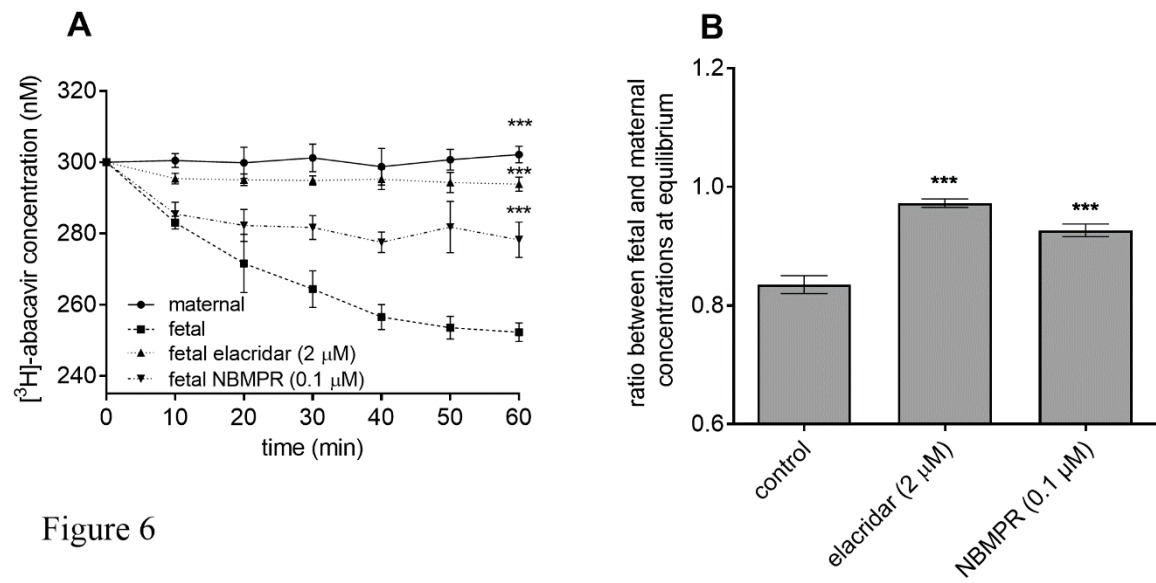 A
[³H]-abacavir concentration (nM)
320
300
280
260
240
***
***
***
maternal
fetal
fetal elacridar (2 μM)
fetal NBMPR (0.1 μM)
0 10 20 30 40 50 60
time (min)
B
ratio between fetal and maternal
concentrations at equilibrium
1.2
1.0
0.8
0.6
***
***
control
elacridar (2 μM)
NBMPR (0.1 μM)
Figure 6